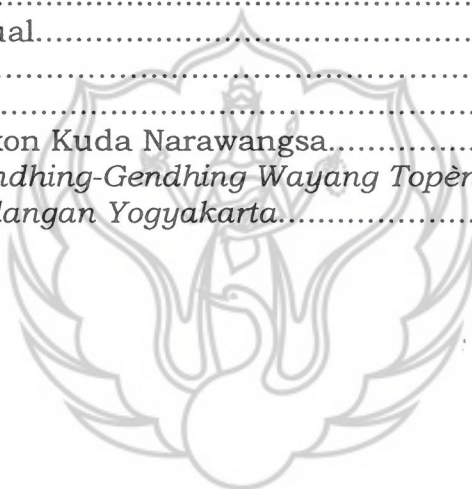 ual..................................................
........................................................
........................................................
kon Kuda Narawangsa................
ndhing-Gendhing Wayang Topèn
dangan Yogyakarta.....................